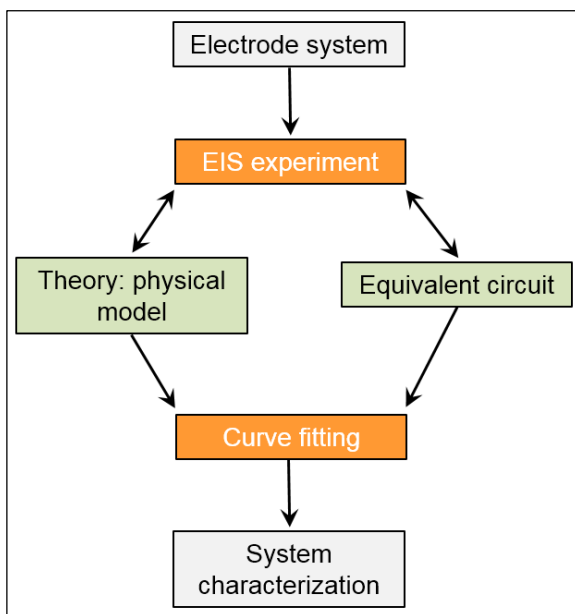 Electrode system
EIS experiment
Theory: physical
model
Equivalent circuit
Curve fitting
System
characterization